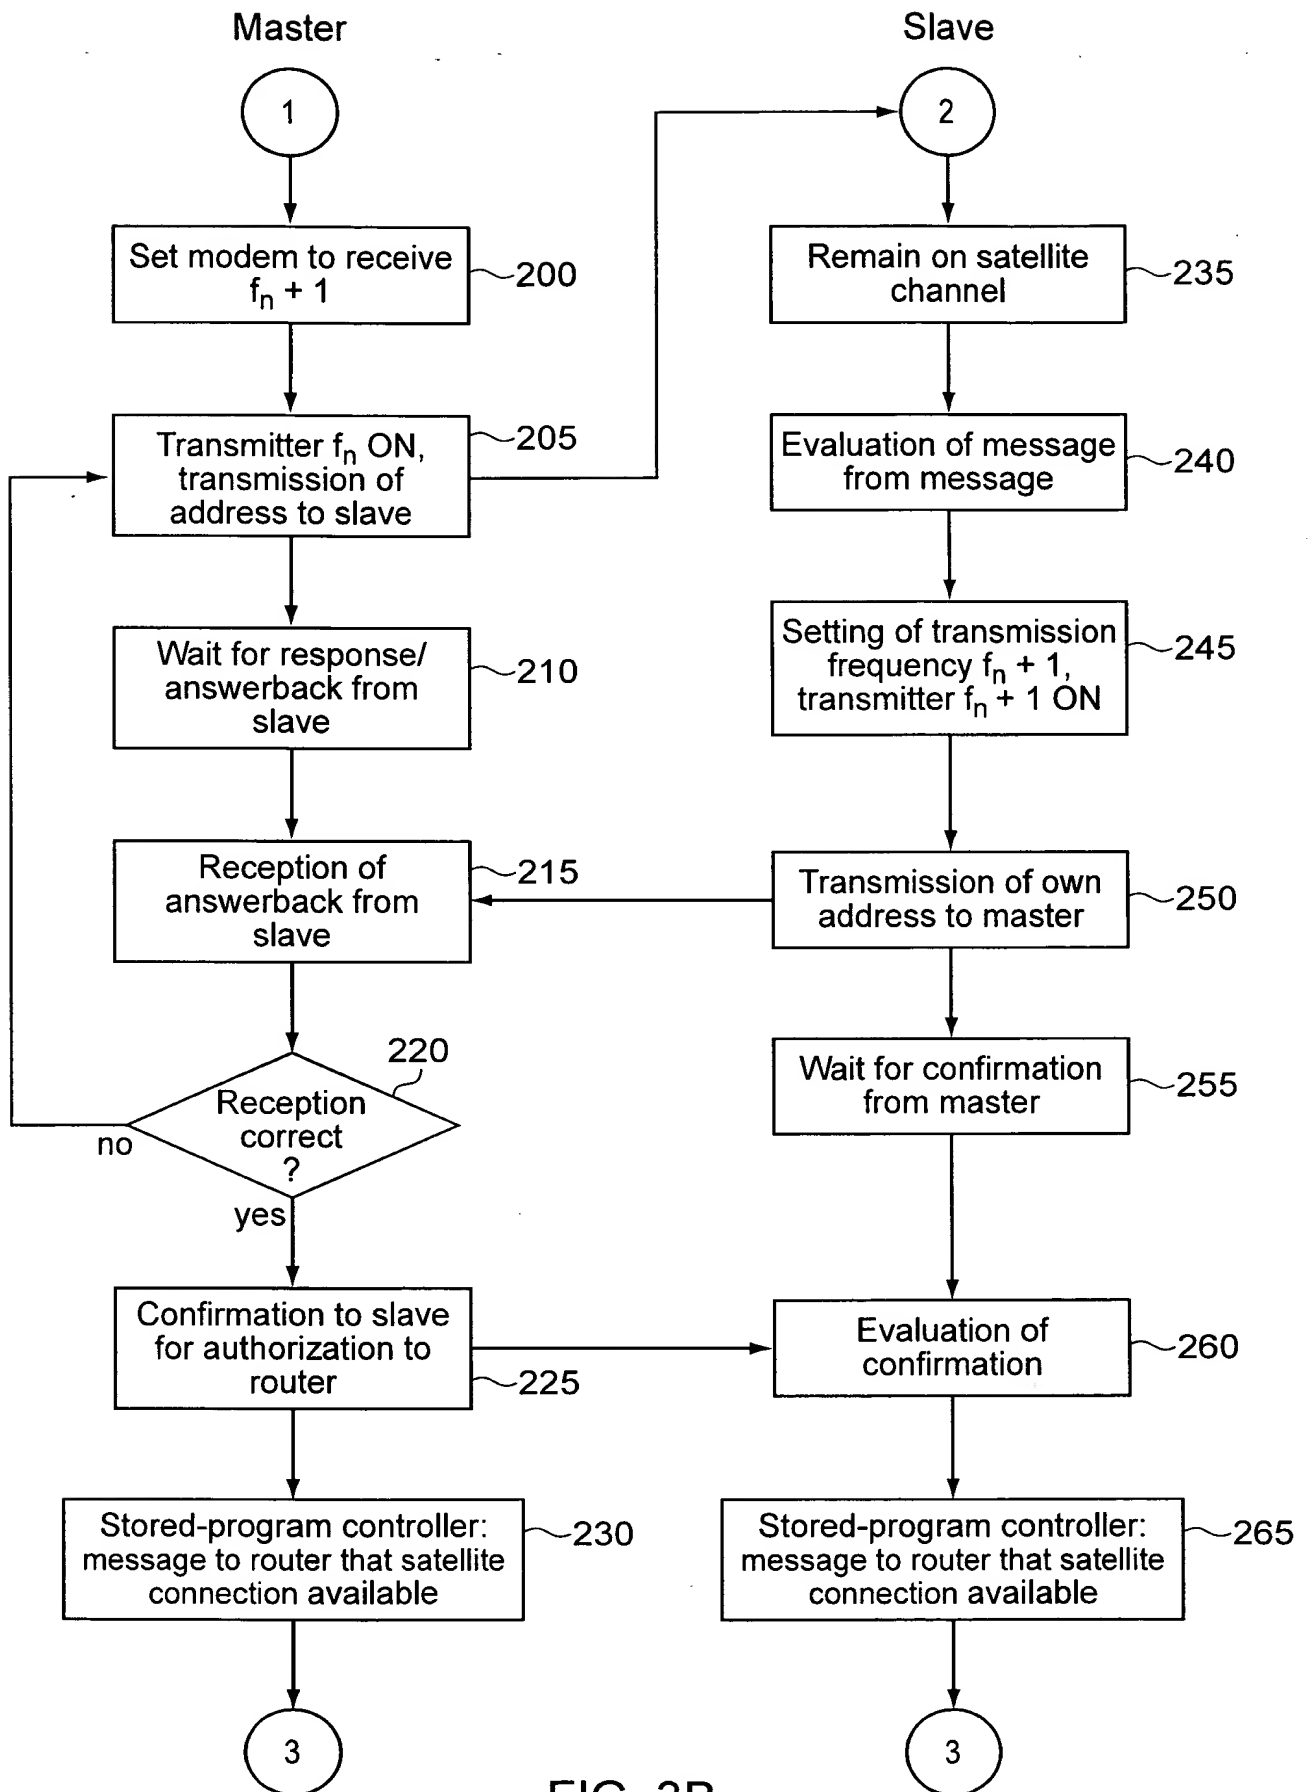 Master
1
Set modem to receive
fn + 1
200
Transmitter fn ON,
transmission of
address to slave
205
Wait for response/
answerback from
slave
210
Reception of
answerback from
slave
215
220
Reception
correct
?
no
yes
Confirmation to slave
for authorization to
router
225
Stored-program controller:
message to router that satellite
connection available
230
3
Slave
2
Remain on satellite
channel
235
Evaluation of message
from message
240
Setting of transmission
frequency fn + 1,
transmitter fn + 1 ON
245
Transmission of own
address to master
250
Wait for confirmation
from master
255
Evaluation of
confirmation
260
Stored-program controller:
message to router that satellite
connection available
265
3
FIG. 3B